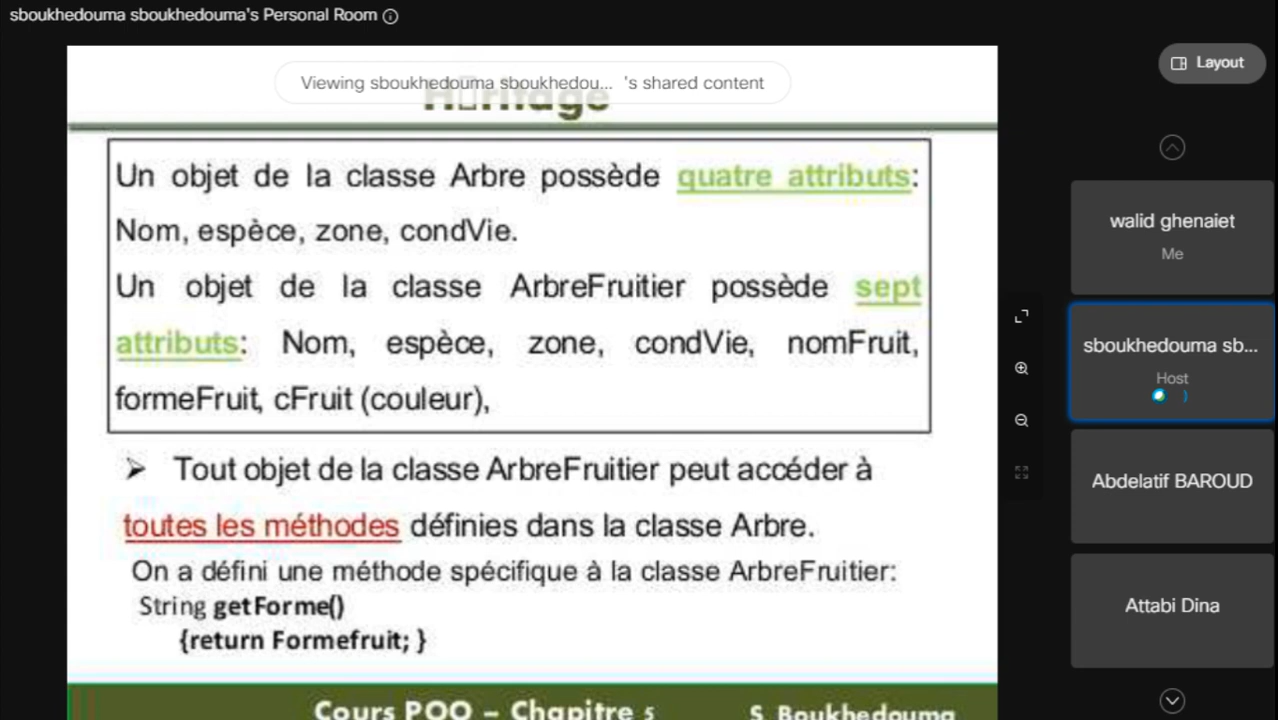 sboukhedouma sboukhedouma's Personal Room
Layout
Viewing sboukhedouma sboukhedou... 's shared content
H▯ritage
Un objet de la classe Arbre possède quatre attributs:
Nom, espèce, zone, condVie.
Un objet de la classe ArbreFruitier possède sept
attributs: Nom, espèce, zone, condVie, nomFruit,
formeFruit, cFruit (couleur),
➢ Tout objet de la classe ArbreFruitier peut accéder à
toutes les méthodes définies dans la classe Arbre.
On a défini une méthode spécifique à la classe ArbreFruitier:
String getForme()
{return Formefruit; }
Cours POO – Chapitre 5 S. Boukhedouma
walid ghenaiet
Me
sboukhedouma sb...
Host
Abdelatif BAROUD
Attabi Dina